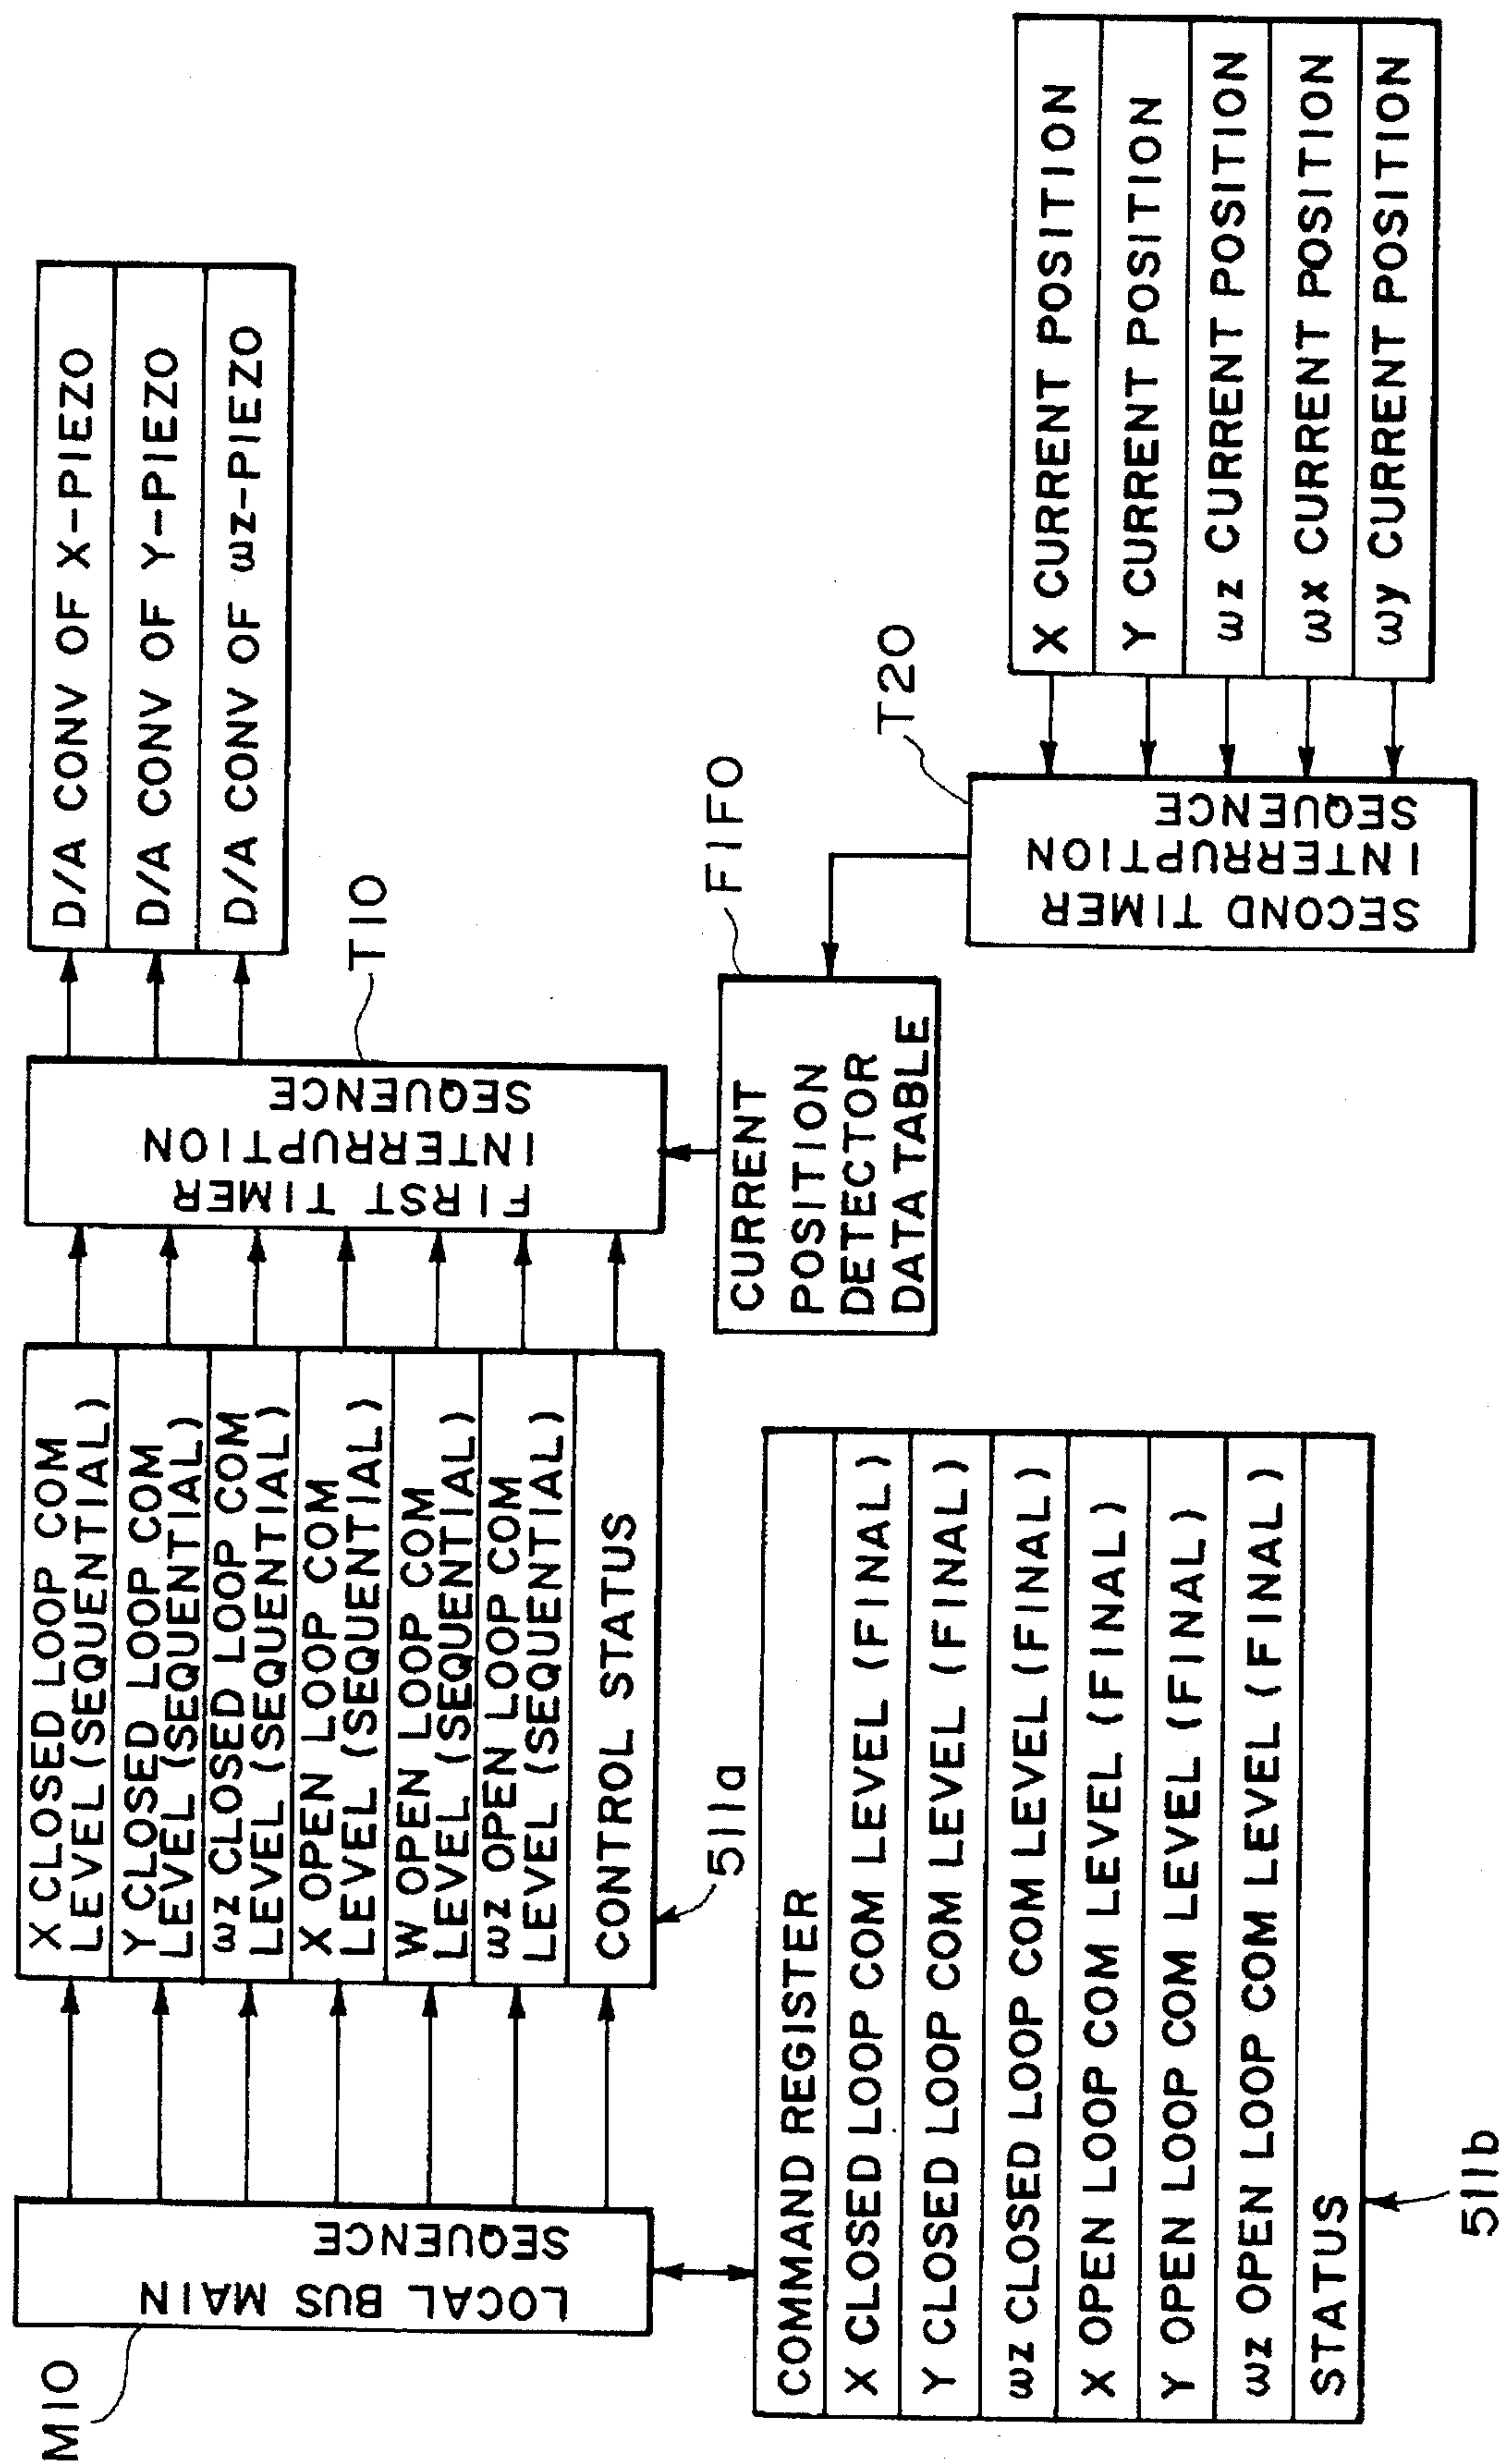 M10
LOCAL BUS MAIN
SEQUENCE
X CLOSED LOOP COM
LEVEL (SEQUENTIAL)
Y CLOSED LOOP COM
LEVEL (SEQUENTIAL)
ωz CLOSED LOOP COM
LEVEL (SEQUENTIAL)
X OPEN LOOP COM
LEVEL (SEQUENTIAL)
W OPEN LOOP COM
LEVEL (SEQUENTIAL)
ωz OPEN LOOP COM
LEVEL (SEQUENTIAL)
CONTROL STATUS
511a
FIRST TIMER
INTERRUPTION
SEQUENCE
T10
D/A CONV OF X-PIEZO
D/A CONV OF Y-PIEZO
D/A CONV OF ωz-PIEZO
COMMAND REGISTER
X CLOSED LOOP COM LEVEL (FINAL)
Y CLOSED LOOP COM LEVEL (FINAL)
ωz CLOSED LOOP COM LEVEL (FINAL)
X OPEN LOOP COM LEVEL (FINAL)
Y OPEN LOOP COM LEVEL (FINAL)
ωz OPEN LOOP COM LEVEL (FINAL)
STATUS
511b
CURRENT
POSITION
DETECTOR
DATA TABLE
FIFO
SECOND TIMER
INTERRUPTION
SEQUENCE
T20
X CURRENT POSITION
Y CURRENT POSITION
ωz CURRENT POSITION
ωx CURRENT POSITION
ωy CURRENT POSITION